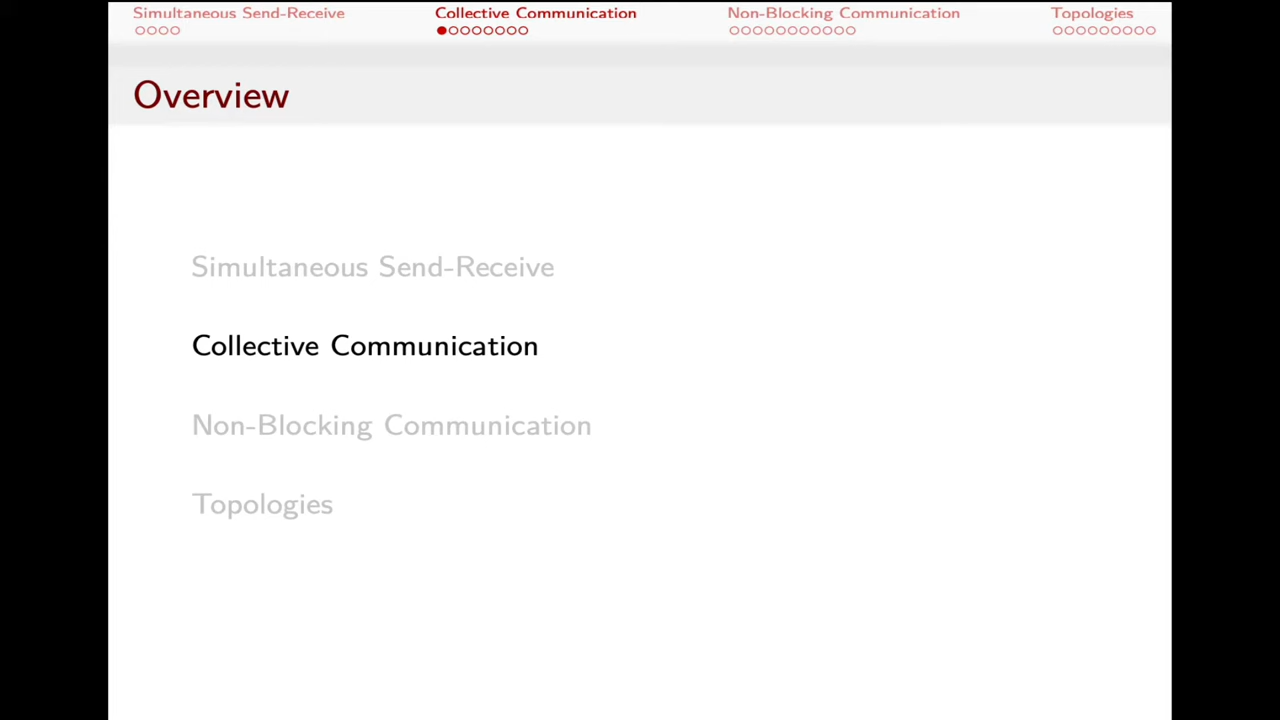 Simultaneous Send-Receive Collective Communication Non-Blocking Communication Topologies
Overview
Simultaneous Send-Receive
Collective Communication
Non-Blocking Communication
Topologies